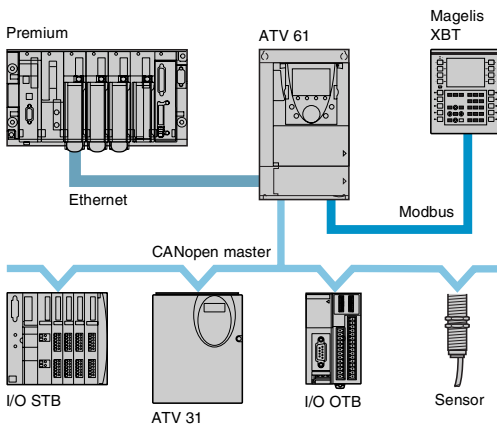 Premium
ATV 61
Magelis
XBT
Ethernet
Modbus
CANopen master
I/O STB
ATV 31
I/O OTB
Sensor